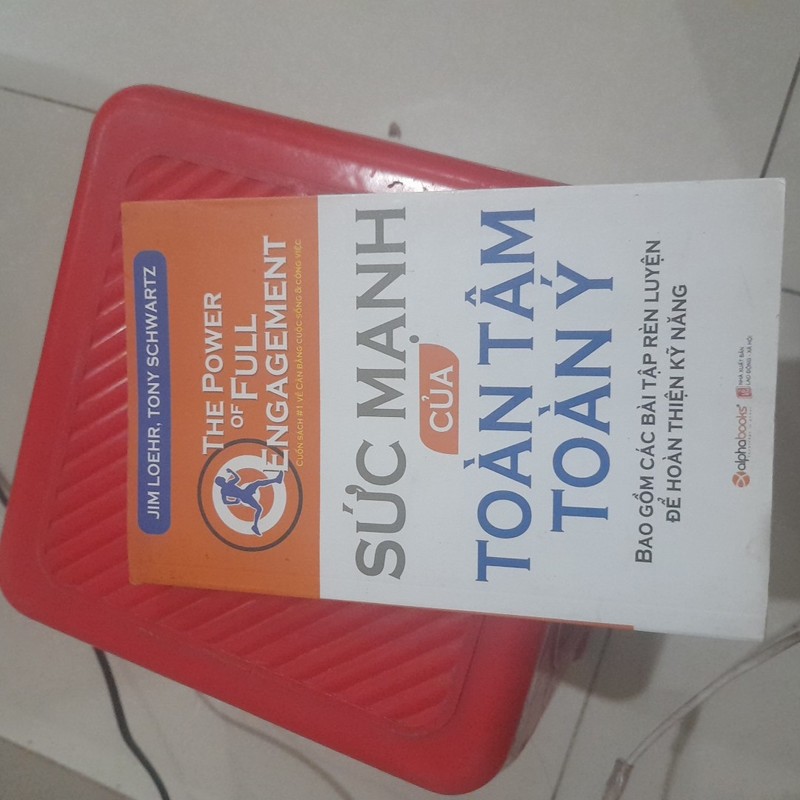 JIM LOEHR, TONY SCHWARTZ
THE POWER
OF FULL
ENGAGEMENT
CUỐN SÁCH #1 VỀ CÂN BẰNG CUỘC SỐNG & CÔNG VIỆC
SỨC MẠNH
CỦA
TOÀN TÂM
TOÀN Ý
BAO GỒM CÁC BÀI TẬP RÈN LUYỆN
ĐỂ HOÀN THIỆN KỸ NĂNG
alphabooks
NHÀ XUẤT BẢN
LAO ĐỘNG - XÃ HỘI